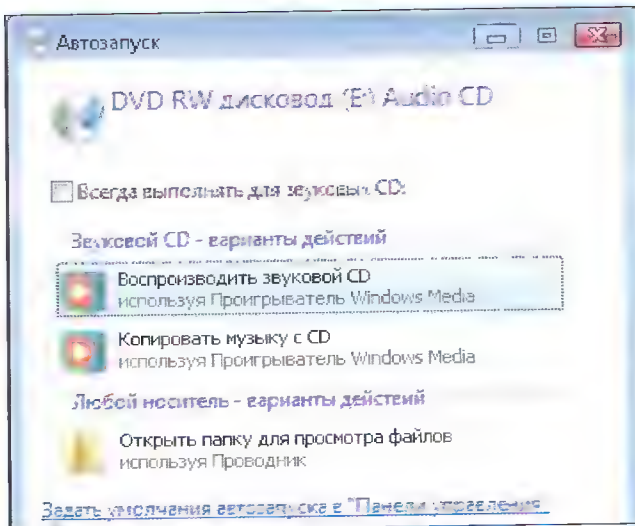 Автозапуск
DVD RW дисковод (E:) Audio CD
Всегда выполнять для звуковых CD:
Звуковой CD - варианты действий
Воспроизводить звуковой CD
используя Проигрыватель Windows Media
Копировать музыку с CD
используя Проигрыватель Windows Media
Любой носитель - варианты действий
Открыть папку для просмотра файлов
используя Проводник
Задать умолчания автозапуска в "Панели управления"